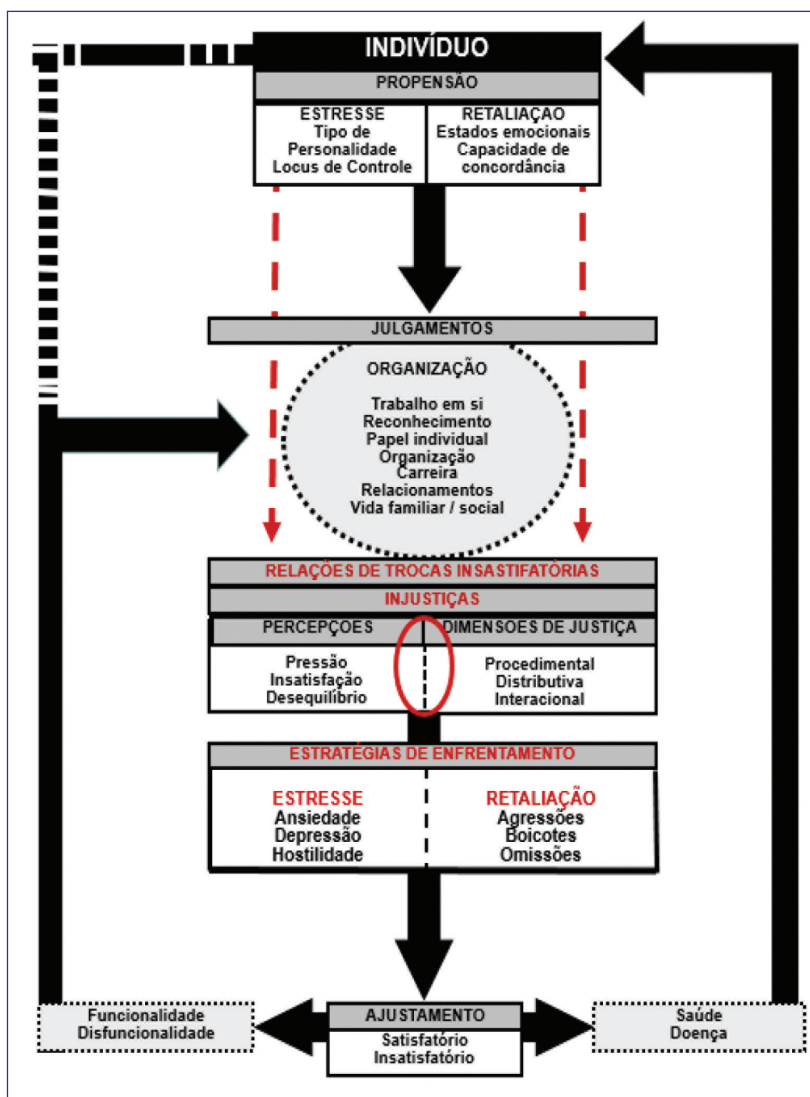 INDIVÍDUO
PROPENSÃO
ESTRESSE
Tipo de
Personalidade
Locus de Controle
RETALIAÇAO
Estados emocionais
Capacidade de
concordância
JULGAMENTOS
ORGANIZAÇÃO
Trabalho em si
Reconhecimento
Papel individual
Organização
Carreira
Relacionamentos
Vida familiar / social
RELAÇÕES DE TROCAS INSASTIFATÓRIAS
INJUSTIÇAS
PERCEPÇOES
Pressão
Insatisfação
Desequilíbrio
DIMENSOES DE JUSTIÇA
Procedimental
Distributiva
Interacional
ESTRATÉGIAS DE ENFRENTAMENTO
ESTRESSE
Ansiedade
Depressão
Hostilidade
RETALIAÇÃO
Agressões
Boicotes
Omissões
Funcionalidade
Disfuncionalidade
AJUSTAMENTO
Satisfatório
Insatisfatório
Saúde
Doença